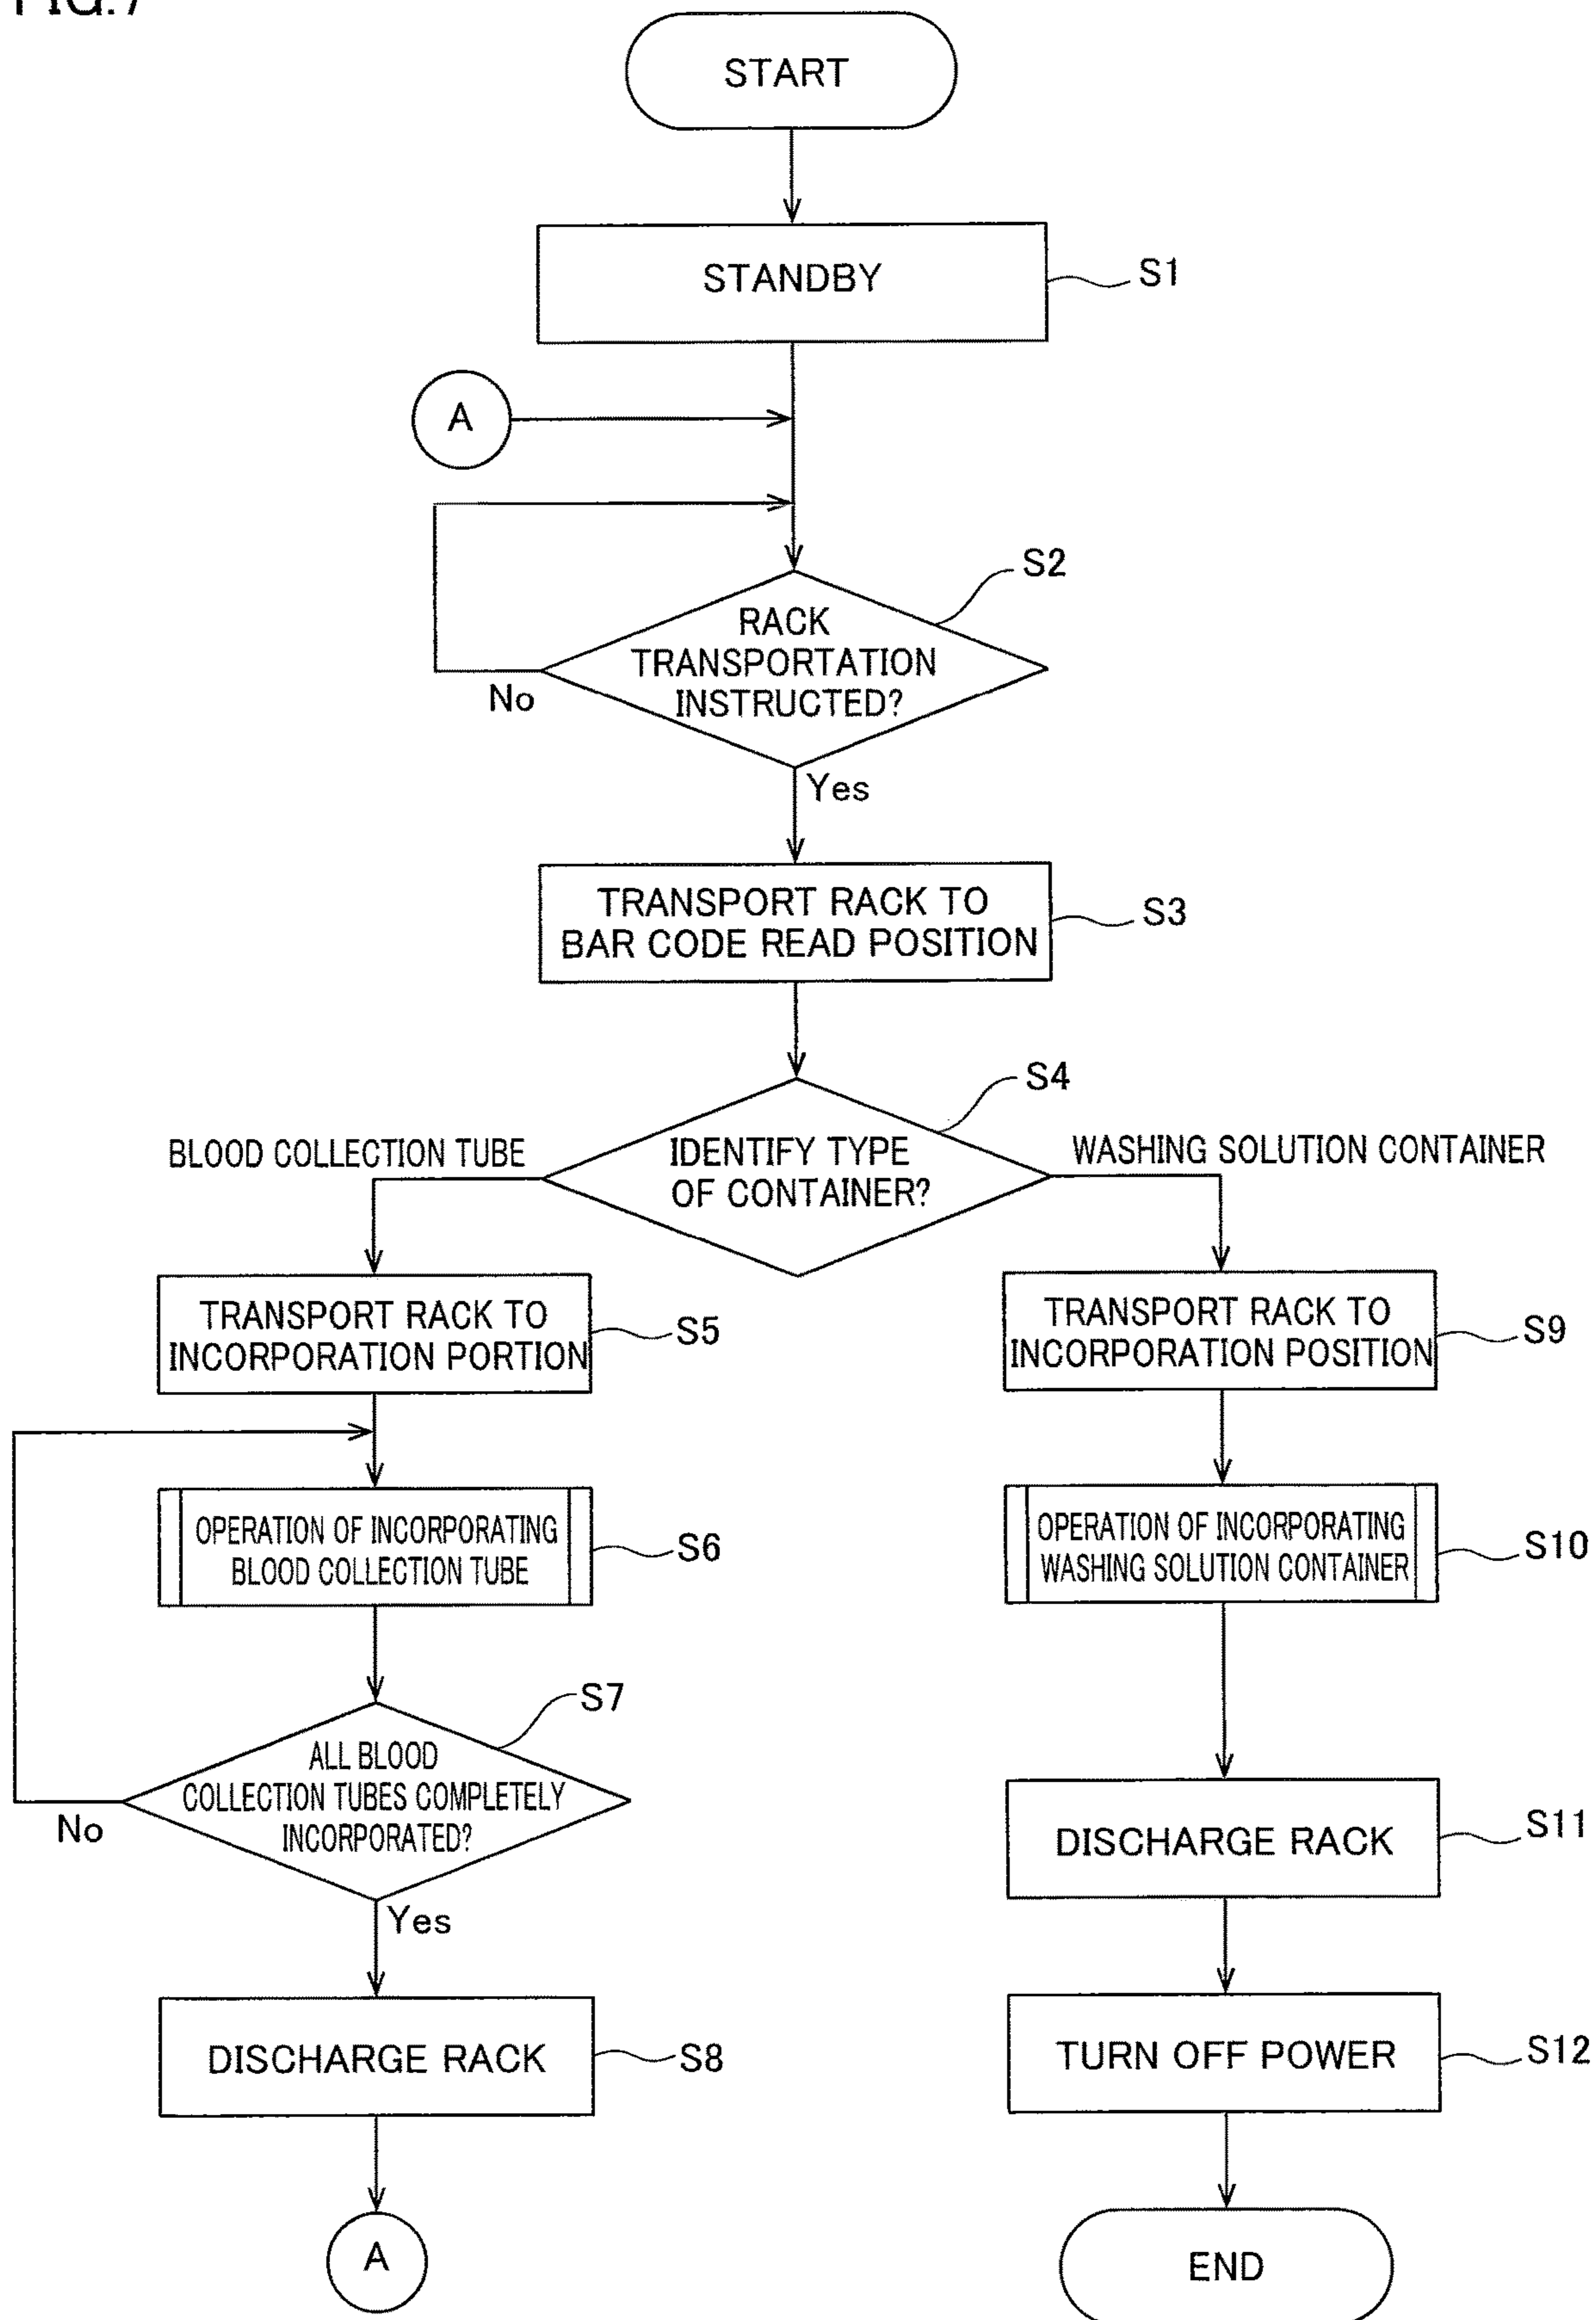 FIG.7
START
STANDBY
S1
A
S2
RACK
TRANSPORTATION
INSTRUCTED?
No
Yes
TRANSPORT RACK TO
BAR CODE READ POSITION
S3
S4
BLOOD COLLECTION TUBE
IDENTIFY TYPE
OF CONTAINER?
WASHING SOLUTION CONTAINER
TRANSPORT RACK TO
INCORPORATION PORTION
S5
TRANSPORT RACK TO
INCORPORATION POSITION
S9
OPERATION OF INCORPORATING
BLOOD COLLECTION TUBE
S6
OPERATION OF INCORPORATING
WASHING SOLUTION CONTAINER
S10
S7
ALL BLOOD
COLLECTION TUBES COMPLETELY
INCORPORATED?
No
Yes
DISCHARGE RACK
S11
DISCHARGE RACK
S8
TURN OFF POWER
S12
A
END